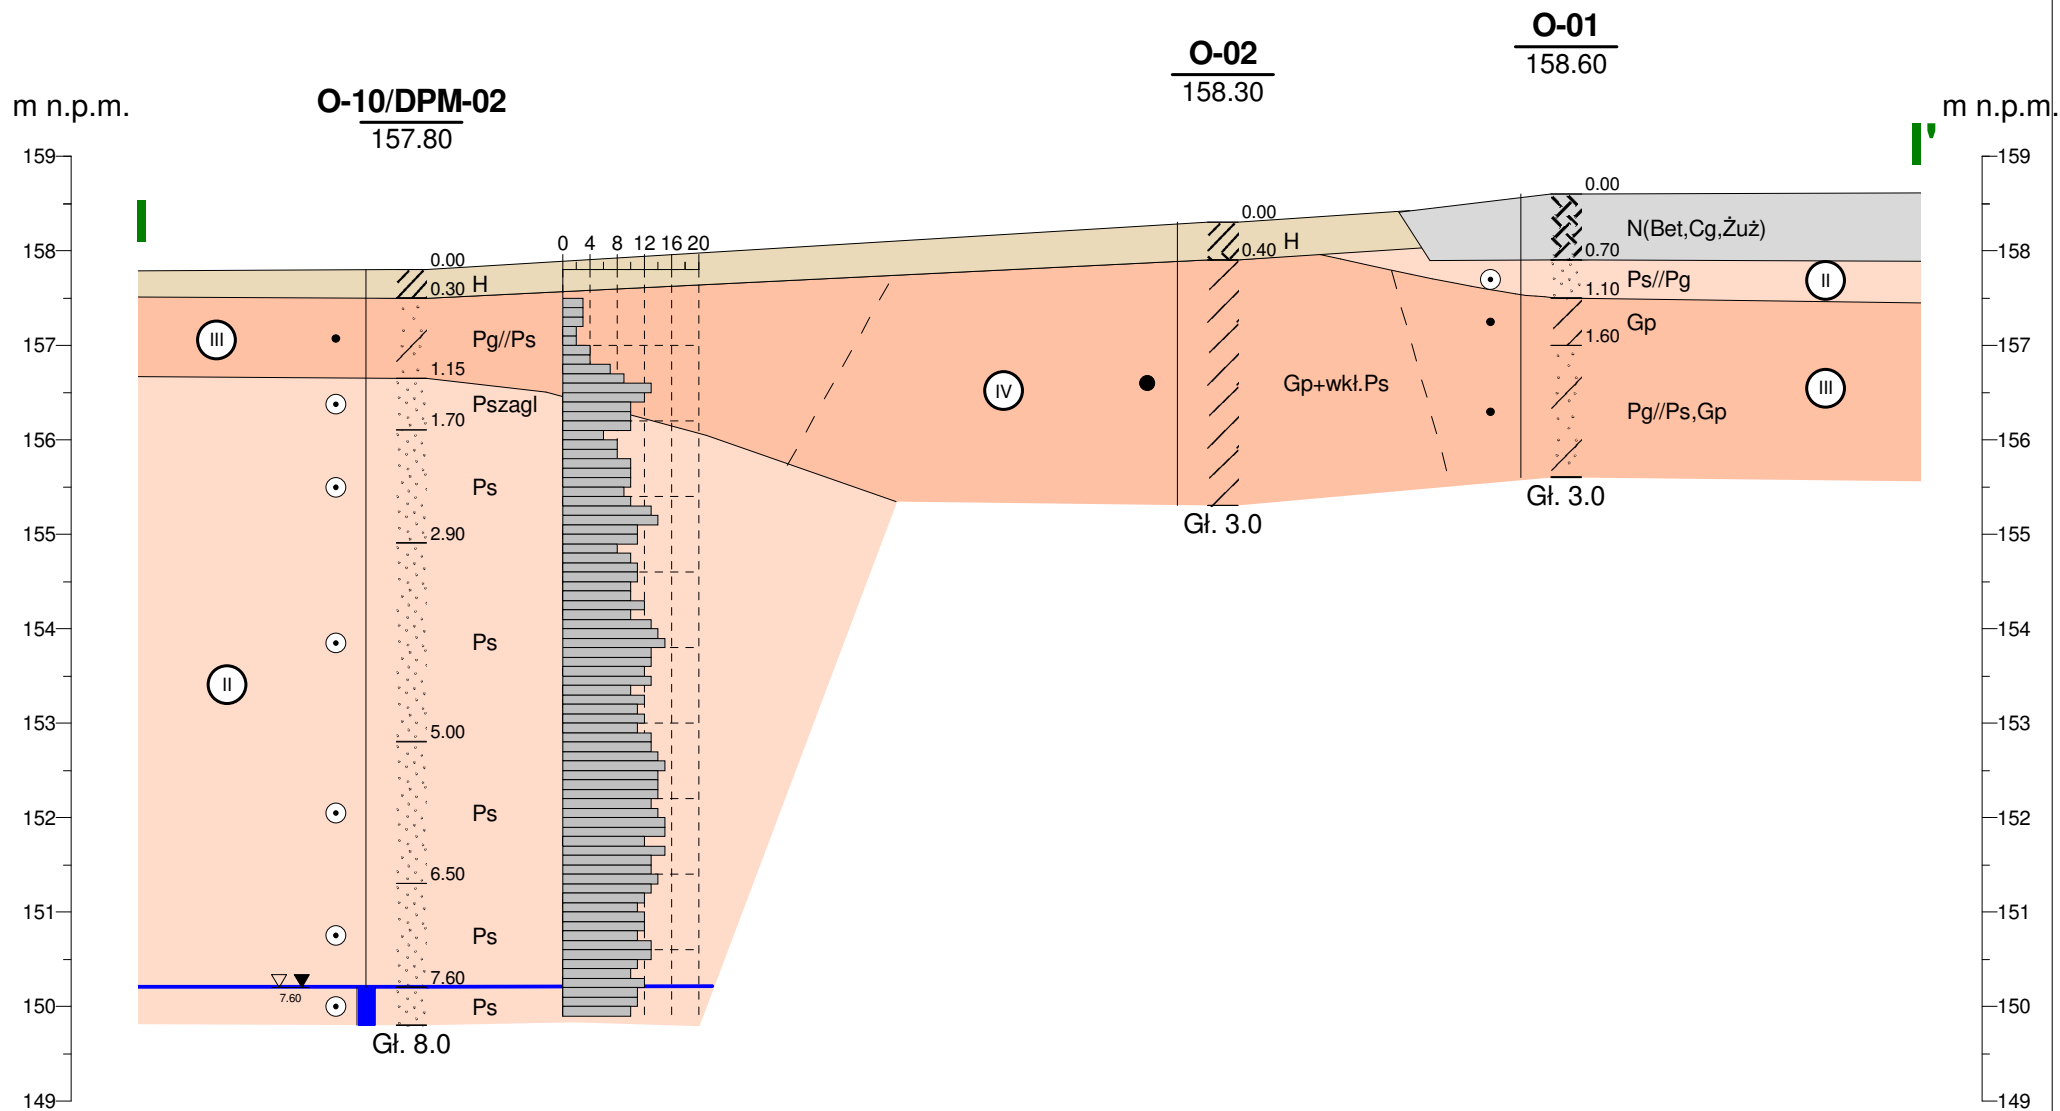 O-01
158.60
O-02
158.30
O-10/DPM-02
157.80
m n.p.m.
m n.p.m.
I
I'
159
158
157
156
155
154
153
152
151
150
149
0.00
0.30
H
1.15
Pg//Ps
III
Pszagl
1.70
Ps
2.90
Ps
II
5.00
Ps
6.50
Ps
7.60
7.60
Ps
Gł. 8.0
0 4 8 12 16 20
0.00
0.40
H
IV
Gp+wkł.Ps
Gł. 3.0
0.00
N(Bet,Cg,Żuż)
0.70
Ps//Pg
II
1.10
Gp
1.60
III
Pg//Ps,Gp
Gł. 3.0
159
158
157
156
155
154
153
152
151
150
149